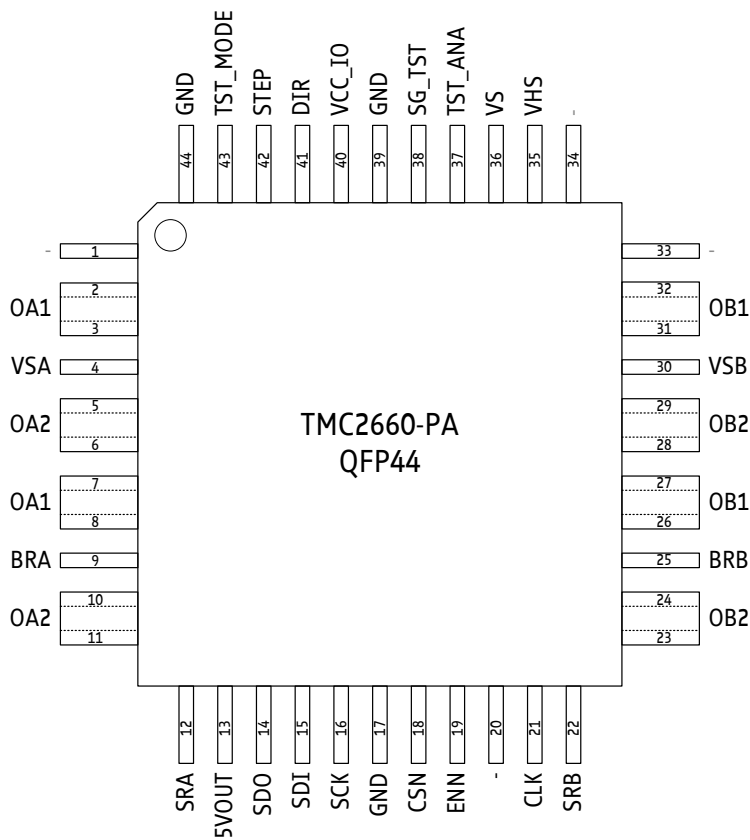 GND
TST_MODE
STEP
DIR
VCC_IO
GND
SG_TST
TST_ANA
VS
VHS
-
44
43
42
41
40
39
38
37
36
35
34
- 1
33 -
OA1
2
3
32
31
OB1
VSA 4
30 VSB
OA2
5
6
29
28
OB2
TMC2660-PA
QFP44
OA1
7
8
27
26
OB1
BRA 9
25 BRB
OA2
10
11
24
23
OB2
12
13
14
15
16
17
18
19
20
21
22
SRA
5VOUT
SDO
SDI
SCK
GND
CSN
ENN
-
CLK
SRB